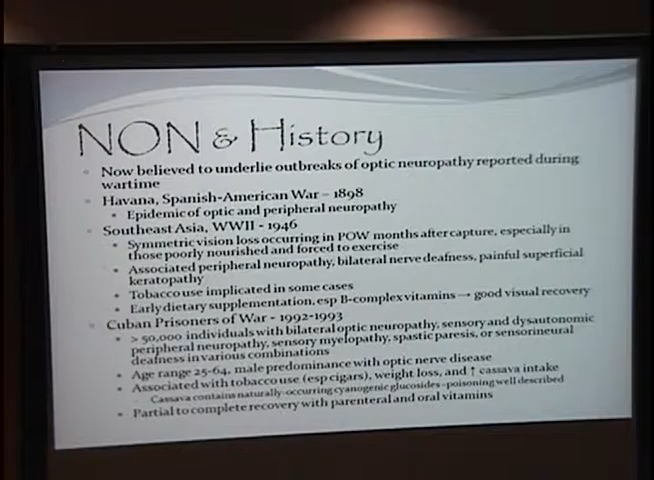 NON & History
Now believed to underlie outbreaks of optic neuropathy reported during
wartime
Havana, Spanish-American War – 1898
Epidemic of optic and peripheral neuropathy
Southeast Asia, WWII - 1946
Symmetric vision loss occurring in POW months after capture, especially in
those poorly nourished and forced to exercise
Associated peripheral neuropathy, bilateral nerve deafness, painful superficial
keratopathy
Tobacco use implicated in some cases
Early dietary supplementation, esp B-complex vitamins → good visual recovery
Cuban Prisoners of War - 1992-1993
> 50,000 individuals with bilateral optic neuropathy, sensory and dysautonomic
peripheral neuropathy, sensory myelopathy, spastic paresis, or sensorineural
deafness in various combinations
Age range 25-64, male predominance with optic nerve disease
Associated with tobacco use (esp cigars), weight loss, and ↑ cassava intake
Cassava contains naturally-occurring cyanogenic glucosides -poisoning well described
Partial to complete recovery with parenteral and oral vitamins